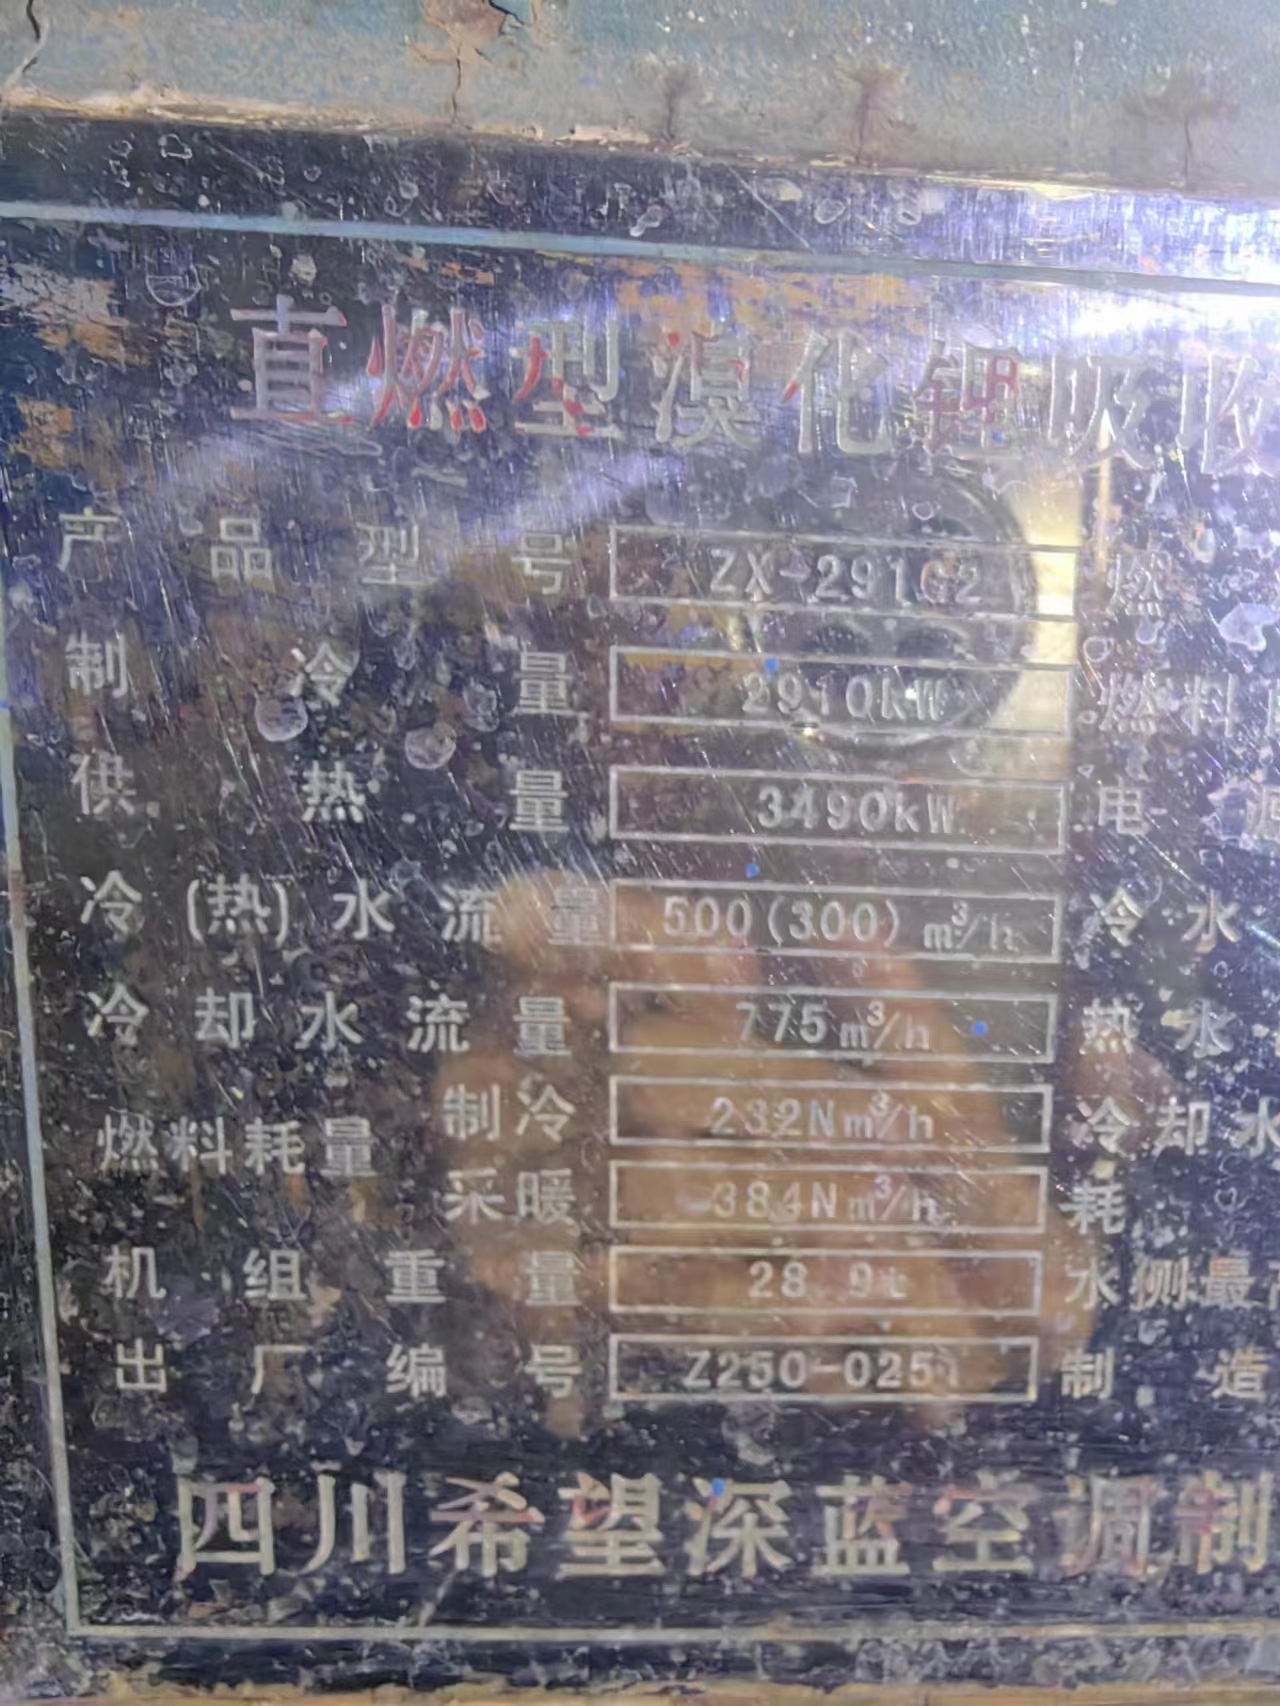 直燃型溴化锂吸收
产品型号 ZX-291G2 燃
制冷量 2910kW 燃料
供热量 3490kW 电源
冷(热)水流量 500(300)m³/h 冷水
冷却水流量 775m³/h 热水
燃料耗量 制冷 232Nm³/h 冷却水
采暖 384Nm³/h 耗
机组重量 28.9t 水侧最高
出厂编号 Z250-0251 制造
四川希望深蓝空调制